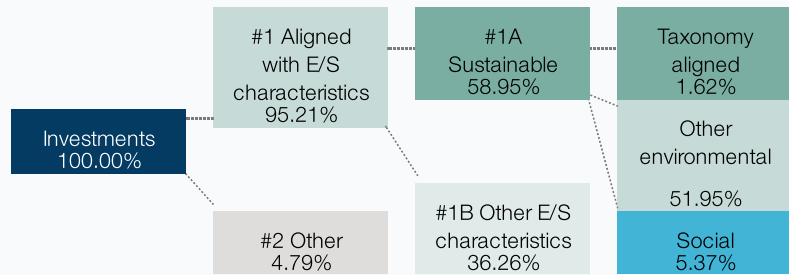 Investments
100.00%
#1 Aligned
with E/S
characteristics
95.21%
#2 Other
4.79%
#1A
Sustainable
58.95%
#1B Other E/S
characteristics
36.26%
Taxonomy
aligned
1.62%
Other
environmental
51.95%
Social
5.37%